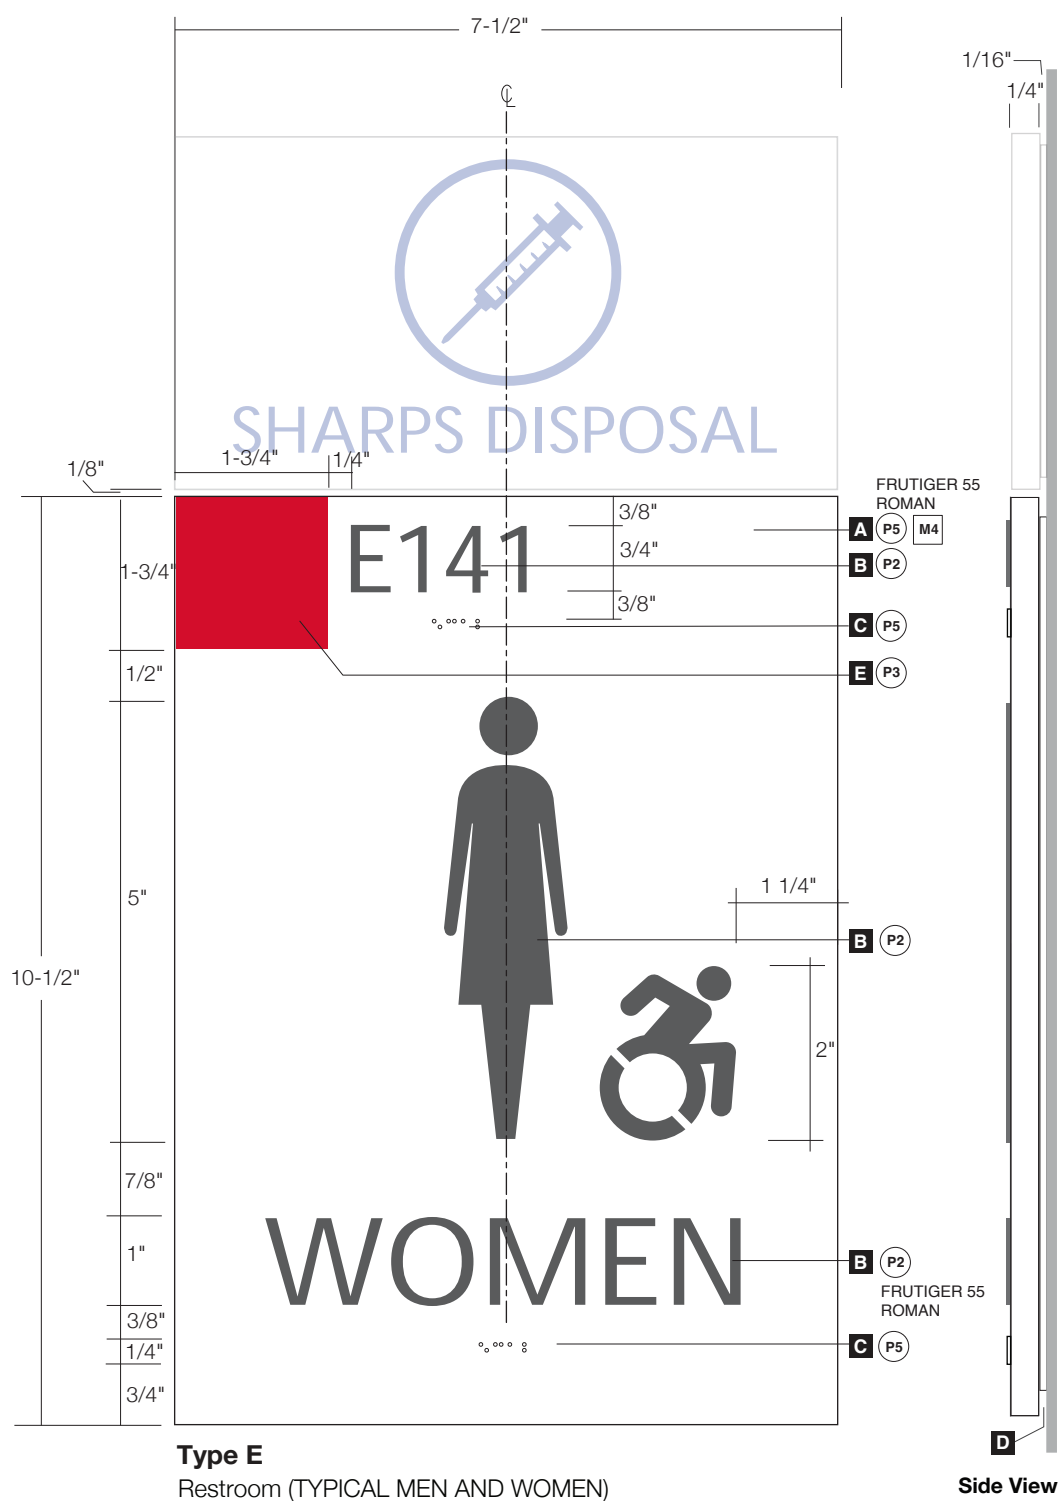 7-1/2"
1/16"
1/4"
SHARPS DISPOSAL
1-3/4"
1/4"
1/8"
FRUTIGER 55
ROMAN
3/8"
A P5 M4
E141
3/4"
B P2
1-3/4"
3/8"
C P5
1/2"
E P3
5"
1 1/4"
B P2
10-1/2"
2"
7/8"
WOMEN
1"
B P2
FRUTIGER 55
ROMAN
3/8"
1/4"
C P5
3/4"
D
Type E
Side View
Restroom (TYPICAL MEN AND WOMEN)